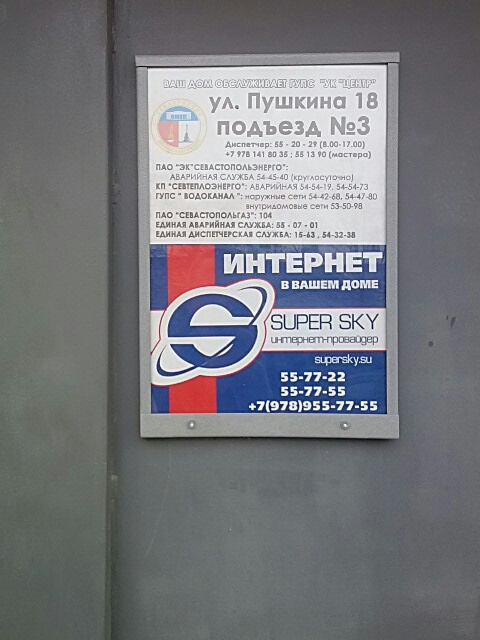 ВАШ ДОМ ОБСЛУЖИВАЕТ ГУПС "УК "ЦЕНТР"
ул. Пушкина 18
подъезд №3
Диспетчер: 55 - 20 - 29 (8.00-17.00)
+7 978 141 80 35 ; 55 13 90 (мастера)
ПАО "ЭК"СЕВАСТОПОЛЬЭНЕРГО":
АВАРИЙНАЯ СЛУЖБА 54-45-40 (круглосуточно)
КП "СЕВТЕПЛОЭНЕРГО": АВАРИЙНАЯ 54-54-19, 54-54-73
ГУПС " ВОДОКАНАЛ ": наружные сети 54-42-68, 54-47-80
внутридомовые сети 53-50-98
ПАО "СЕВАСТОПОЛЬГАЗ": 104
ЕДИНАЯ АВАРИЙНАЯ СЛУЖБА: 55 - 07 - 01
ЕДИНАЯ ДИСПЕТЧЕРСКАЯ СЛУЖБА: 15-63 , 54-32-38
ИНТЕРНЕТ
В ВАШЕМ ДОМЕ
SUPER SKY
интернет-провайдер
supersky.su
55-77-22
55-77-55
+7(978)955-77-55